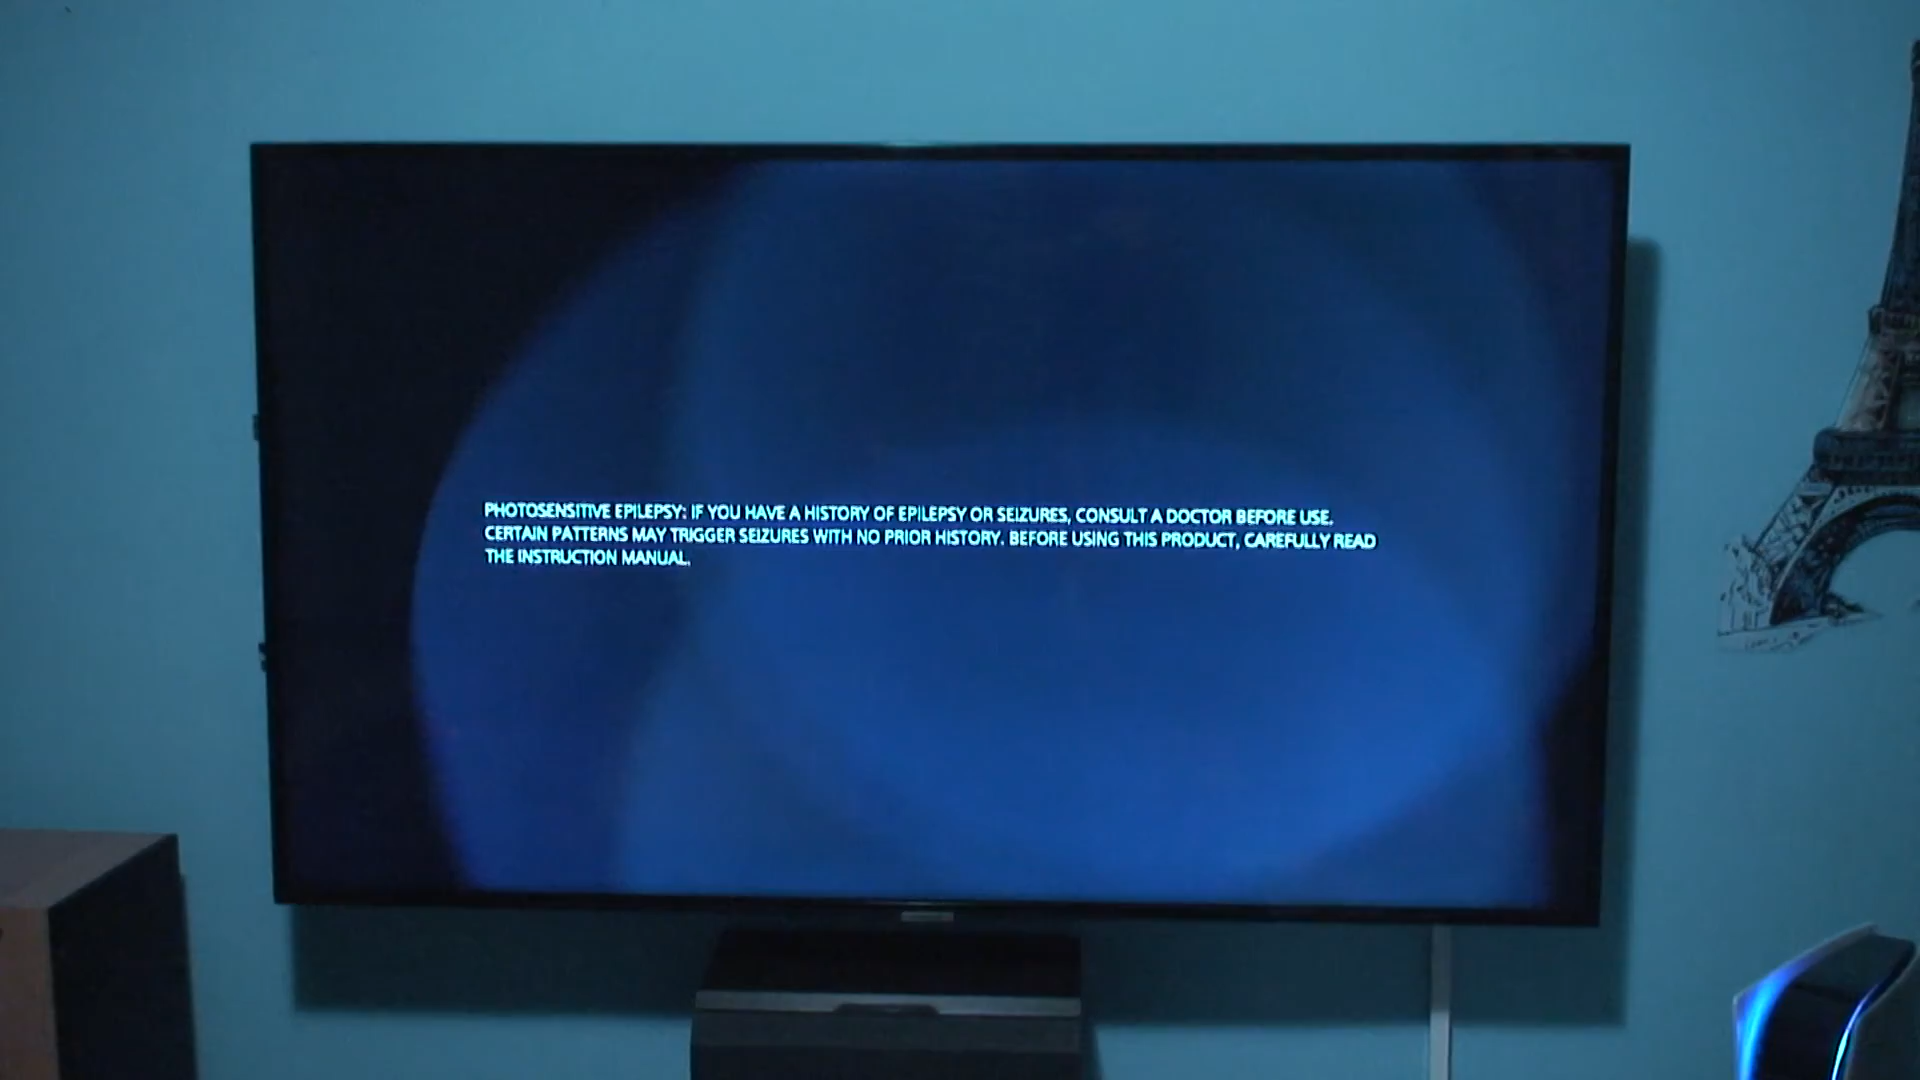 PHOTOSENSITIVE EPILEPSY: IF YOU HAVE A HISTORY OF EPILEPSY OR SEIZURES, CONSULT A DOCTOR BEFORE USE.
CERTAIN PATTERNS MAY TRIGGER SEIZURES WITH NO PRIOR HISTORY. BEFORE USING THIS PRODUCT, CAREFULLY READ
THE INSTRUCTION MANUAL.